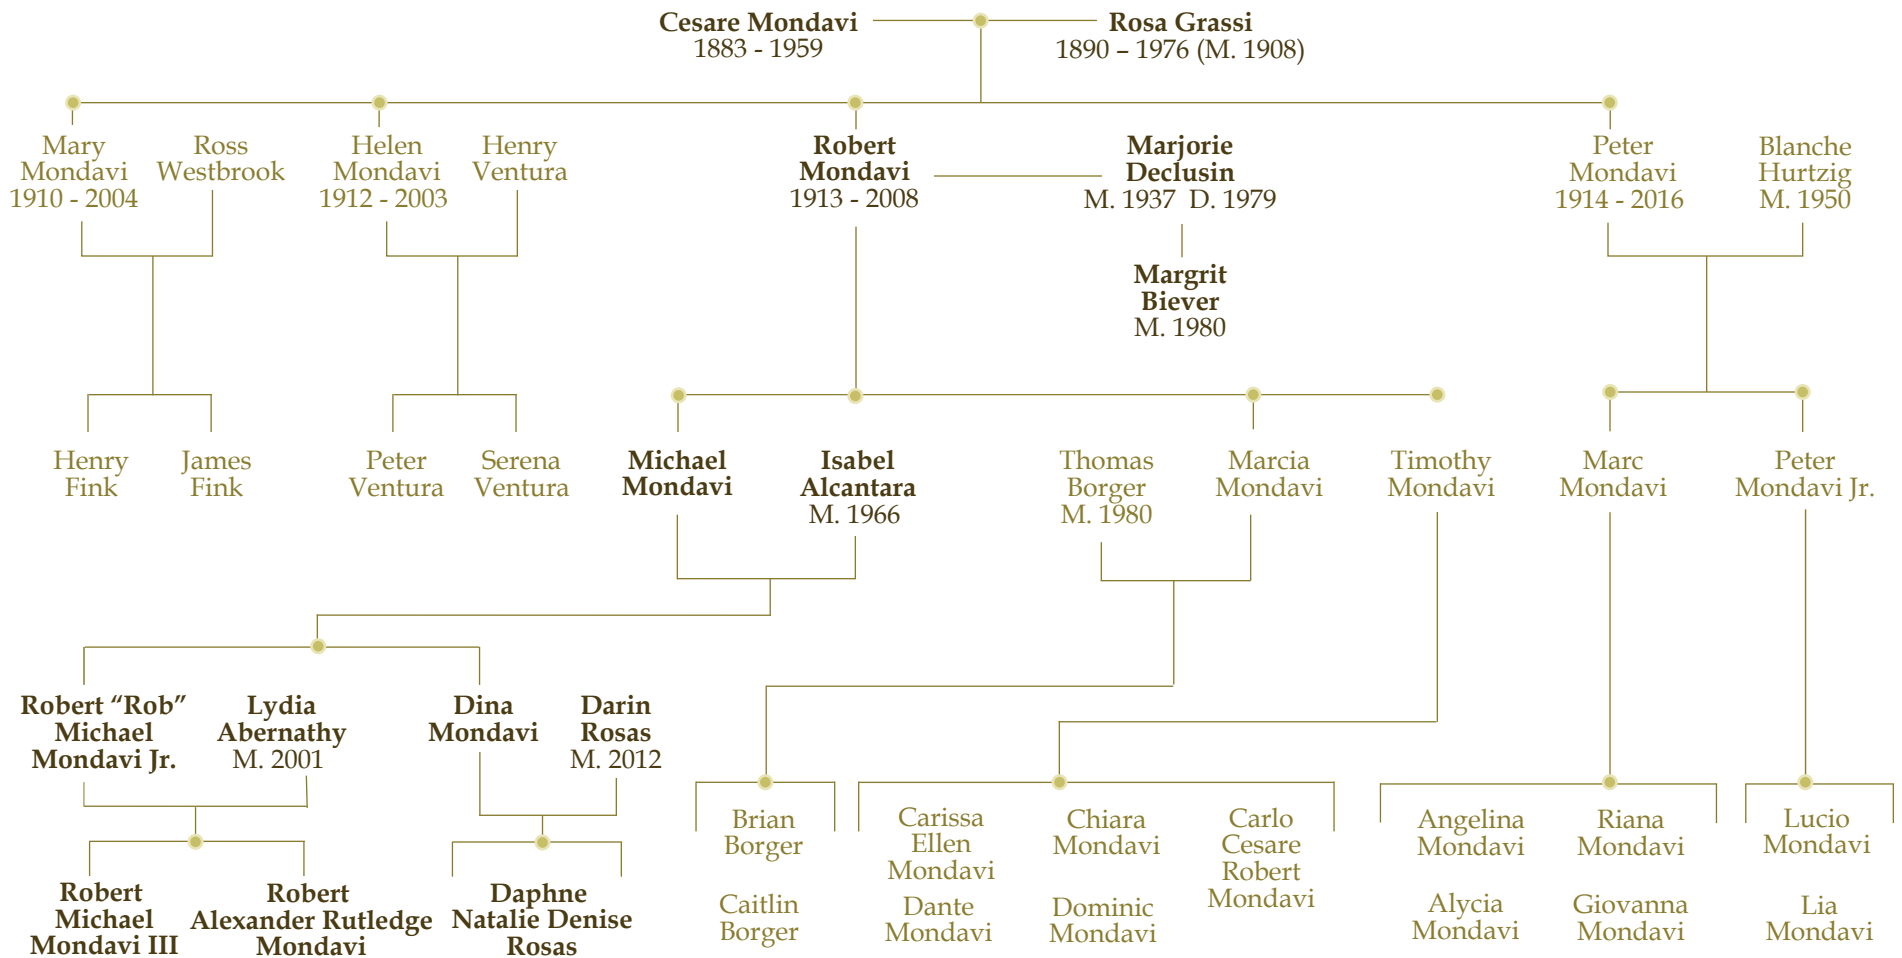 Cesare Mondavi
1883 - 1959
Rosa Grassi
1890 – 1976 (M. 1908)
Mary
Mondavi
1910 - 2004
Ross
Westbrook
Helen
Mondavi
1912 - 2003
Henry
Ventura
Robert
Mondavi
1913 - 2008
Marjorie
Declusin
M. 1937 D. 1979
Margrit
Biever
M. 1980
Peter
Mondavi
1914 - 2016
Blanche
Hurtzig
M. 1950
Henry
Fink
James
Fink
Peter
Ventura
Serena
Ventura
Michael
Mondavi
Isabel
Alcantara
M. 1966
Thomas
Borger
M. 1980
Marcia
Mondavi
Timothy
Mondavi
Marc
Mondavi
Peter
Mondavi Jr.
Robert “Rob”
Michael
Mondavi Jr.
Lydia
Abernathy
M. 2001
Dina
Mondavi
Darin
Rosas
M. 2012
Robert
Michael
Mondavi III
Robert
Alexander Rutledge
Mondavi
Daphne
Natalie Denise
Rosas
Brian
Borger
Caitlin
Borger
Carissa
Ellen
Mondavi
Dante
Mondavi
Chiara
Mondavi
Dominic
Mondavi
Carlo
Cesare
Robert
Mondavi
Angelina
Mondavi
Alycia
Mondavi
Riana
Mondavi
Giovanna
Mondavi
Lucio
Mondavi
Lia
Mondavi